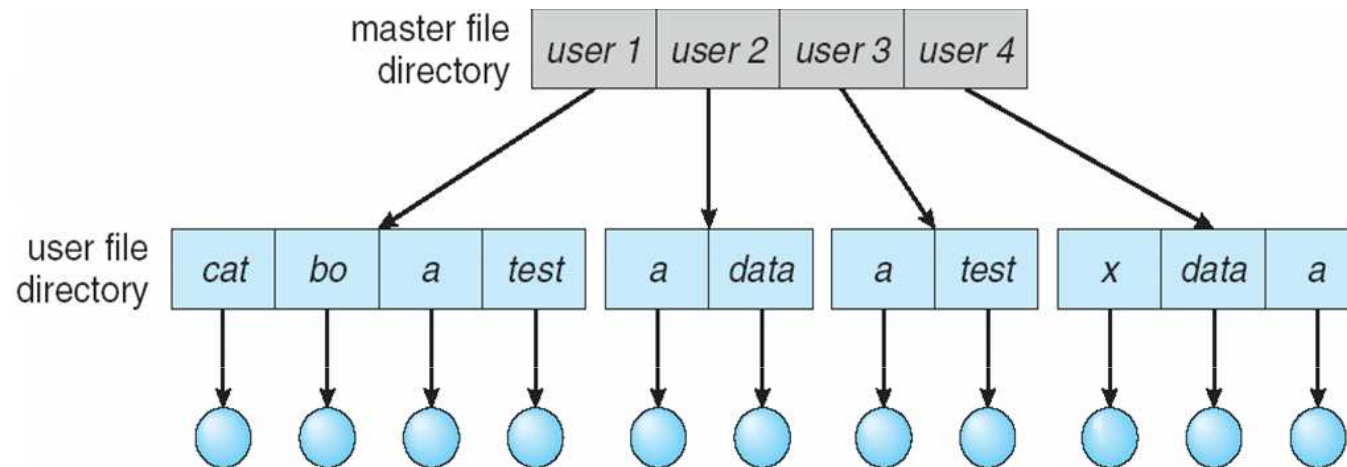 master file
directory
user 1 user 2 user 3 user 4
user file
directory
cat bo a test a data a test x data a